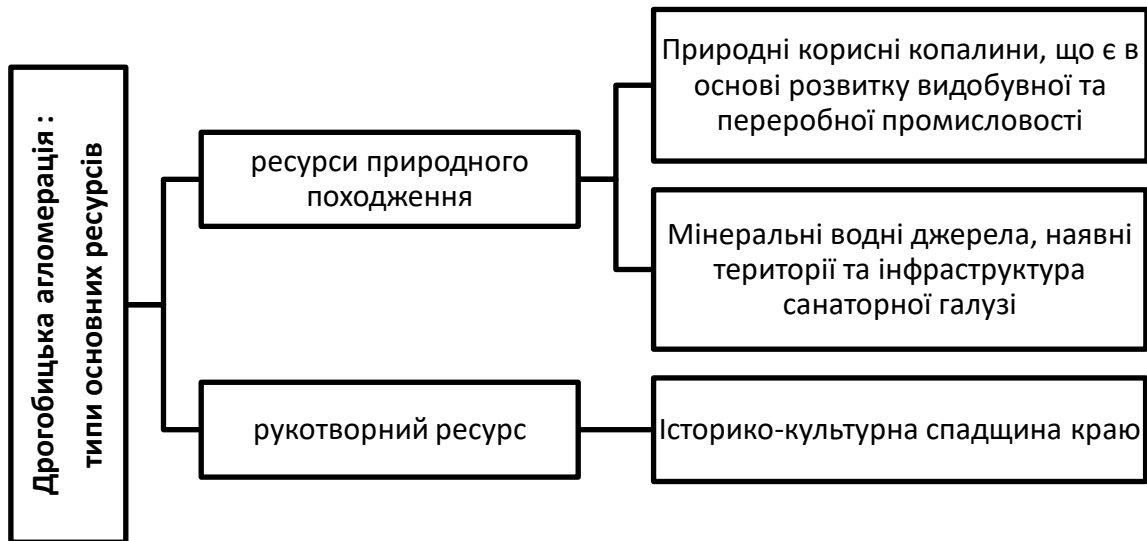 Дрогобицька агломерація :
типи основних ресурсів
ресурси природного
походження
Природні корисні копалини, що є в
основі розвитку видобувної та
переробної промисловості
Мінеральні водні джерела, наявні
території та інфраструктура
санаторної галузі
рукотворний ресурс
Історико-культурна спадщина краю